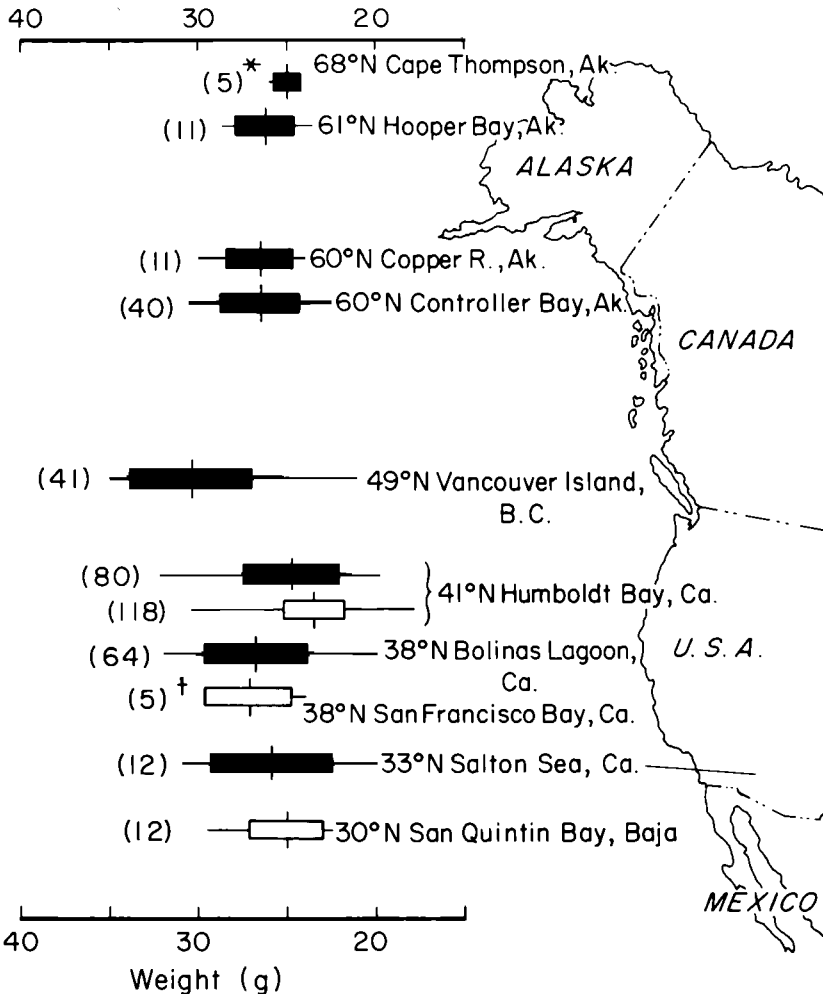 40 30 20
(5)* 68°N Cape Thompson, Ak.
(11) 61°N Hooper Bay, Ak.
ALASKA
(11) 60°N Copper R., Ak.
(40) 60°N Controller Bay, Ak.
CANADA
(41) 49°N Vancouver Island,
B.C.
(80)
41°N Humboldt Bay, Ca.
(118)
(64) 38°N Bolinas Lagoon,
Ca.
U.S.A.
(5)† 38°N San Francisco Bay, Ca.
(12) 33°N Salton Sea, Ca.
(12) 30°N San Quintin Bay, Baja
MEXICO
40 30 20
Weight (g)